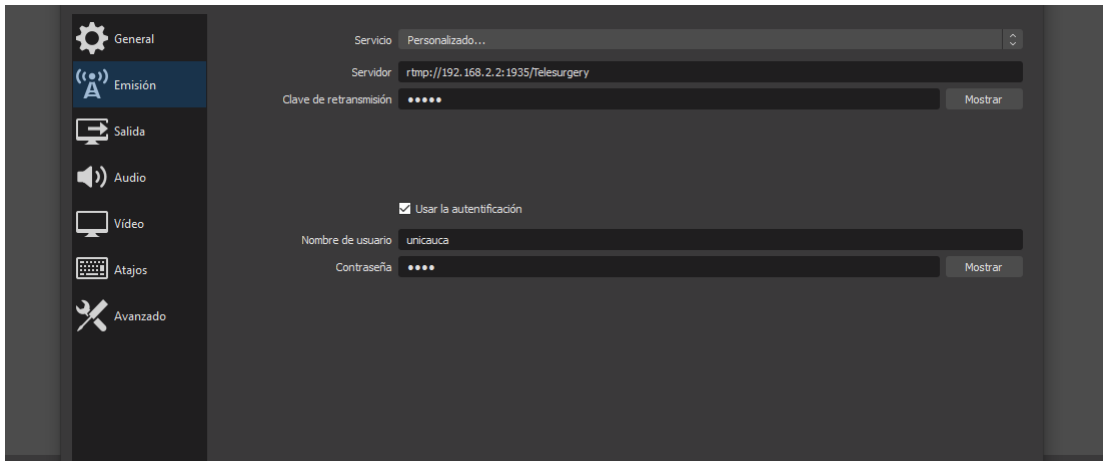 General
Emisión
Salida
Audio
Vídeo
Atajos
Avanzado
Servicio Personalizado...
Servidor rtmp://192.168.2.2:1935/Telesurgery
Clave de retransmisión ●●●●● Mostrar
Usar la autentificación
Nombre de usuario unicauca
Contraseña ●●●● Mostrar